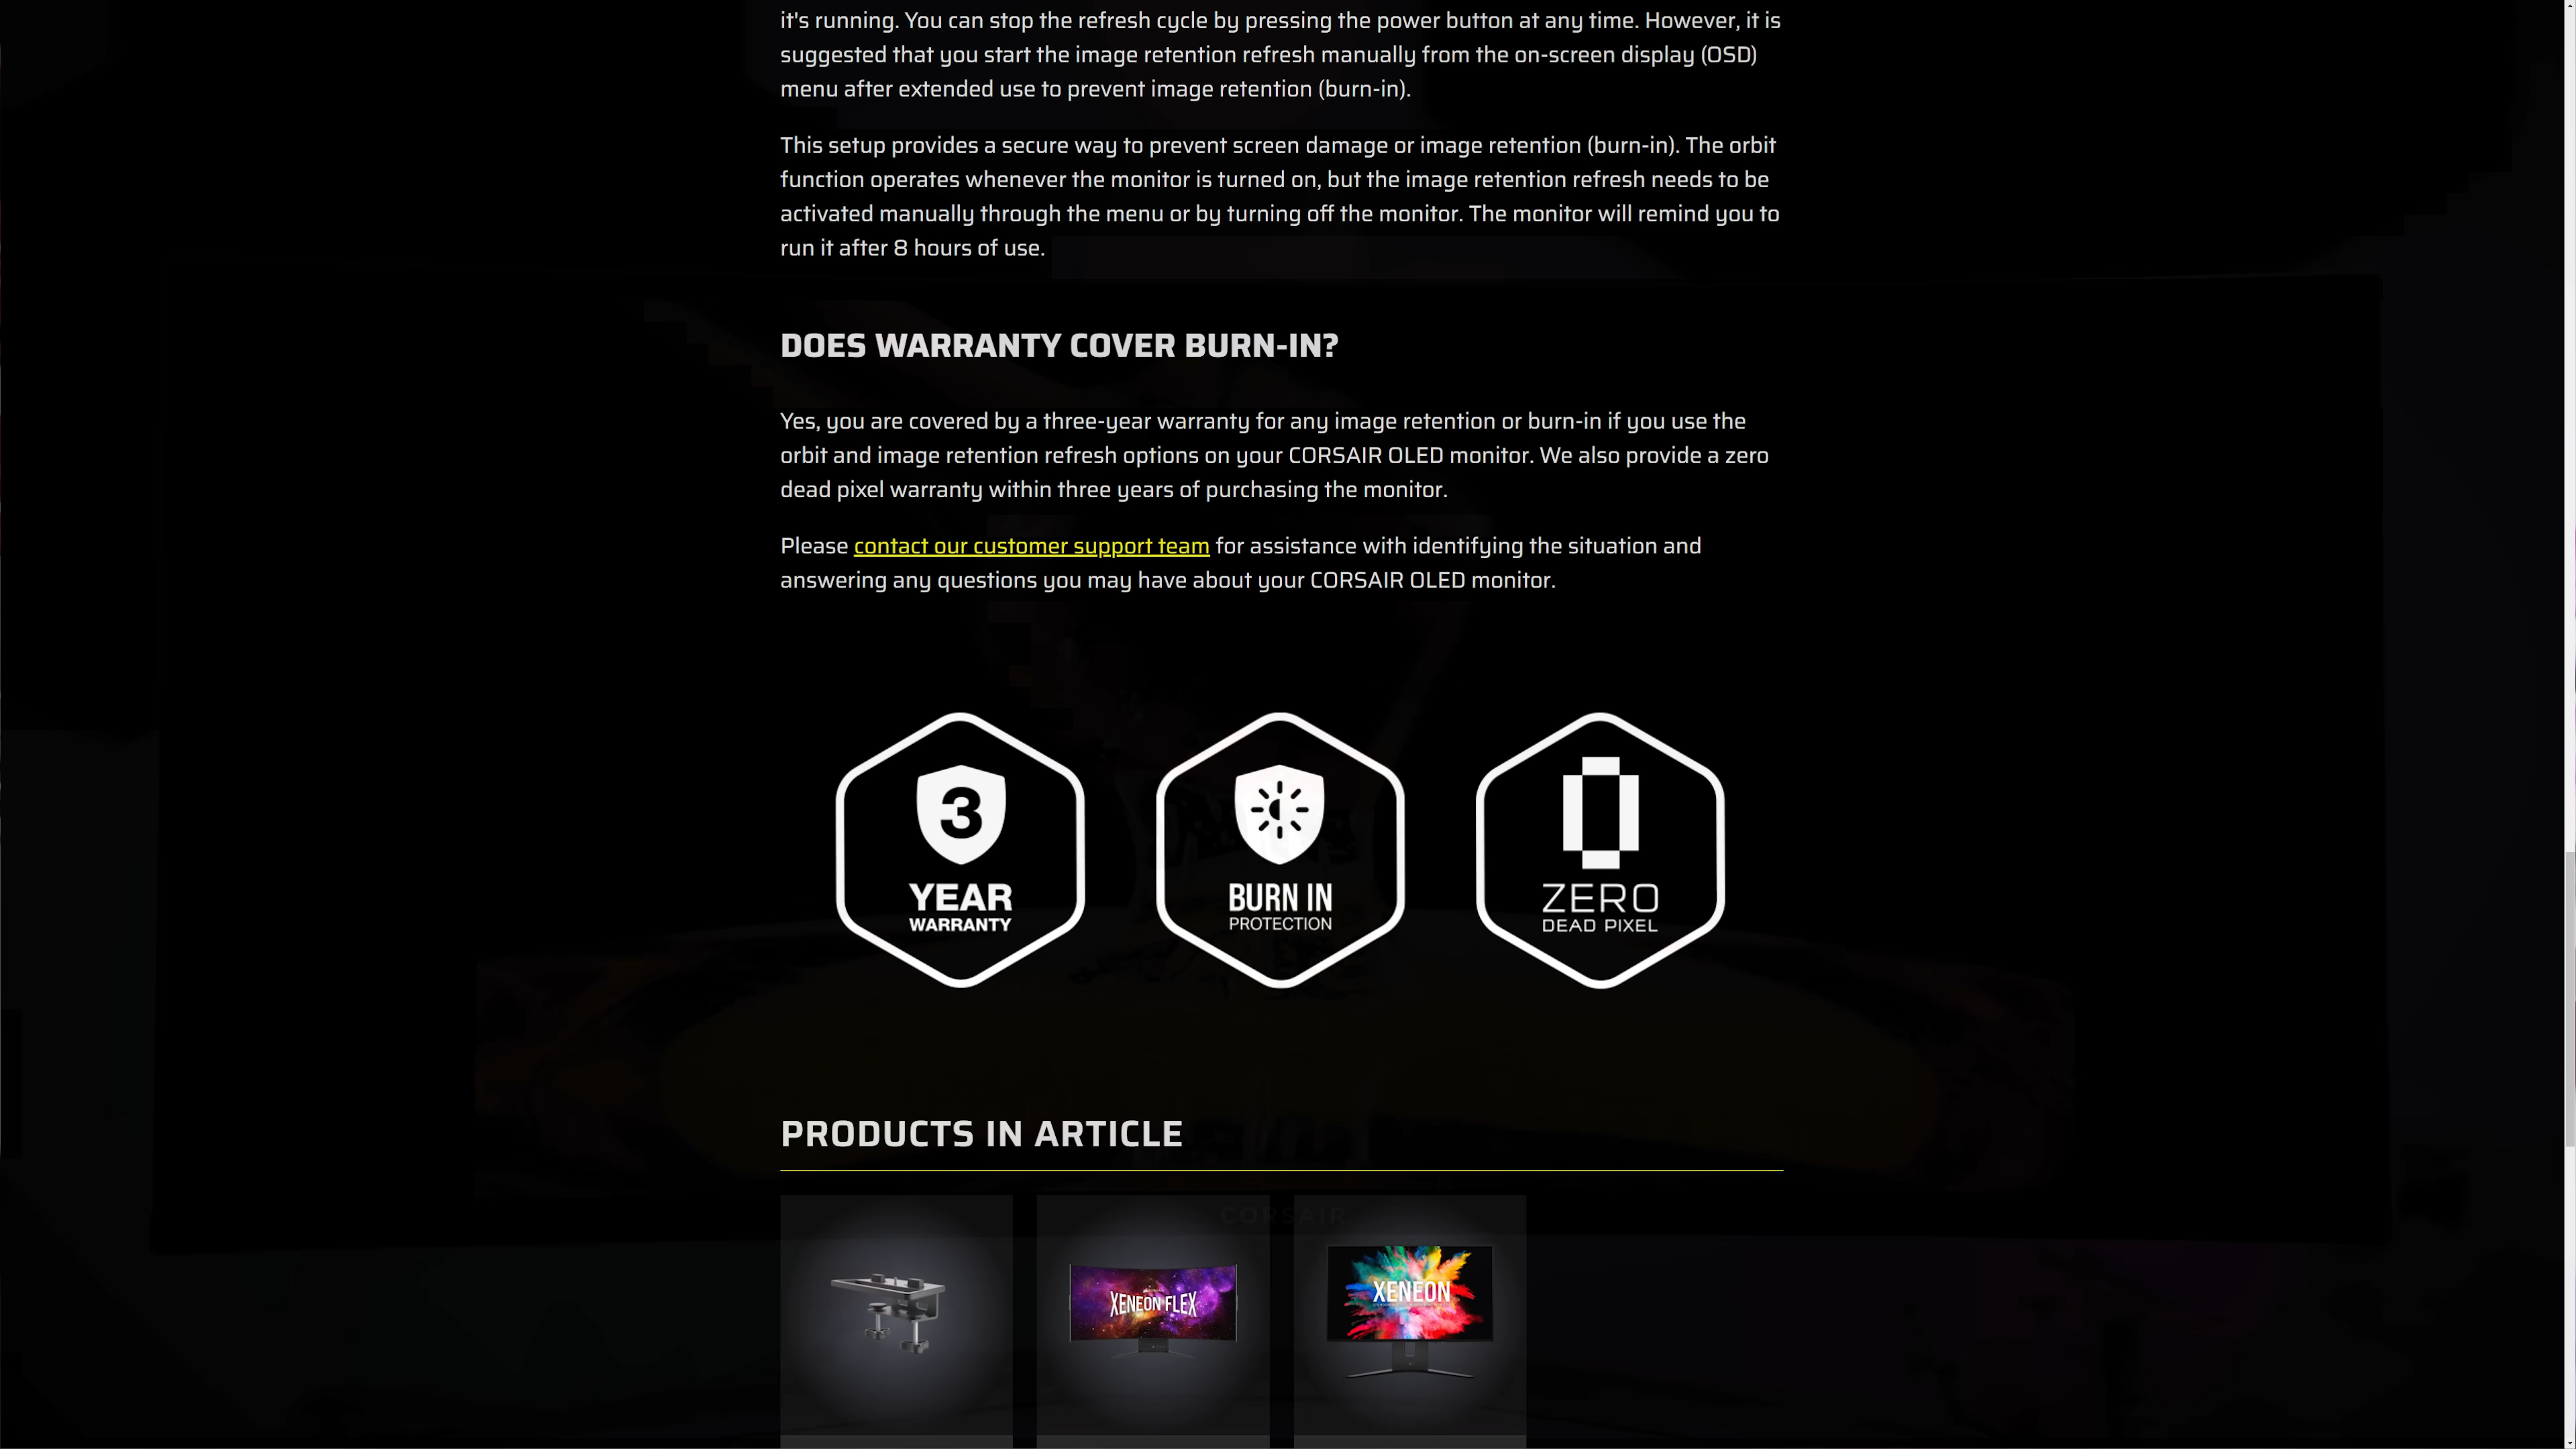 it's running. You can stop the refresh cycle by pressing the power button at any time. However, it is
suggested that you start the image retention refresh manually from the on-screen display (OSD)
menu after extended use to prevent image retention (burn-in).
This setup provides a secure way to prevent screen damage or image retention (burn-in). The orbit
function operates whenever the monitor is turned on, but the image retention refresh needs to be
activated manually through the menu or by turning off the monitor. The monitor will remind you to
run it after 8 hours of use.
DOES WARRANTY COVER BURN-IN?
Yes, you are covered by a three-year warranty for any image retention or burn-in if you use the
orbit and image retention refresh options on your CORSAIR OLED monitor. We also provide a zero
dead pixel warranty within three years of purchasing the monitor.
Please contact our customer support team for assistance with identifying the situation and
answering any questions you may have about your CORSAIR OLED monitor.
3
YEAR
WARRANTY
BURN IN
PROTECTION
0
ZERO
DEAD PIXEL
PRODUCTS IN ARTICLE
CORSAIR
XENEON FLEX
XENEON